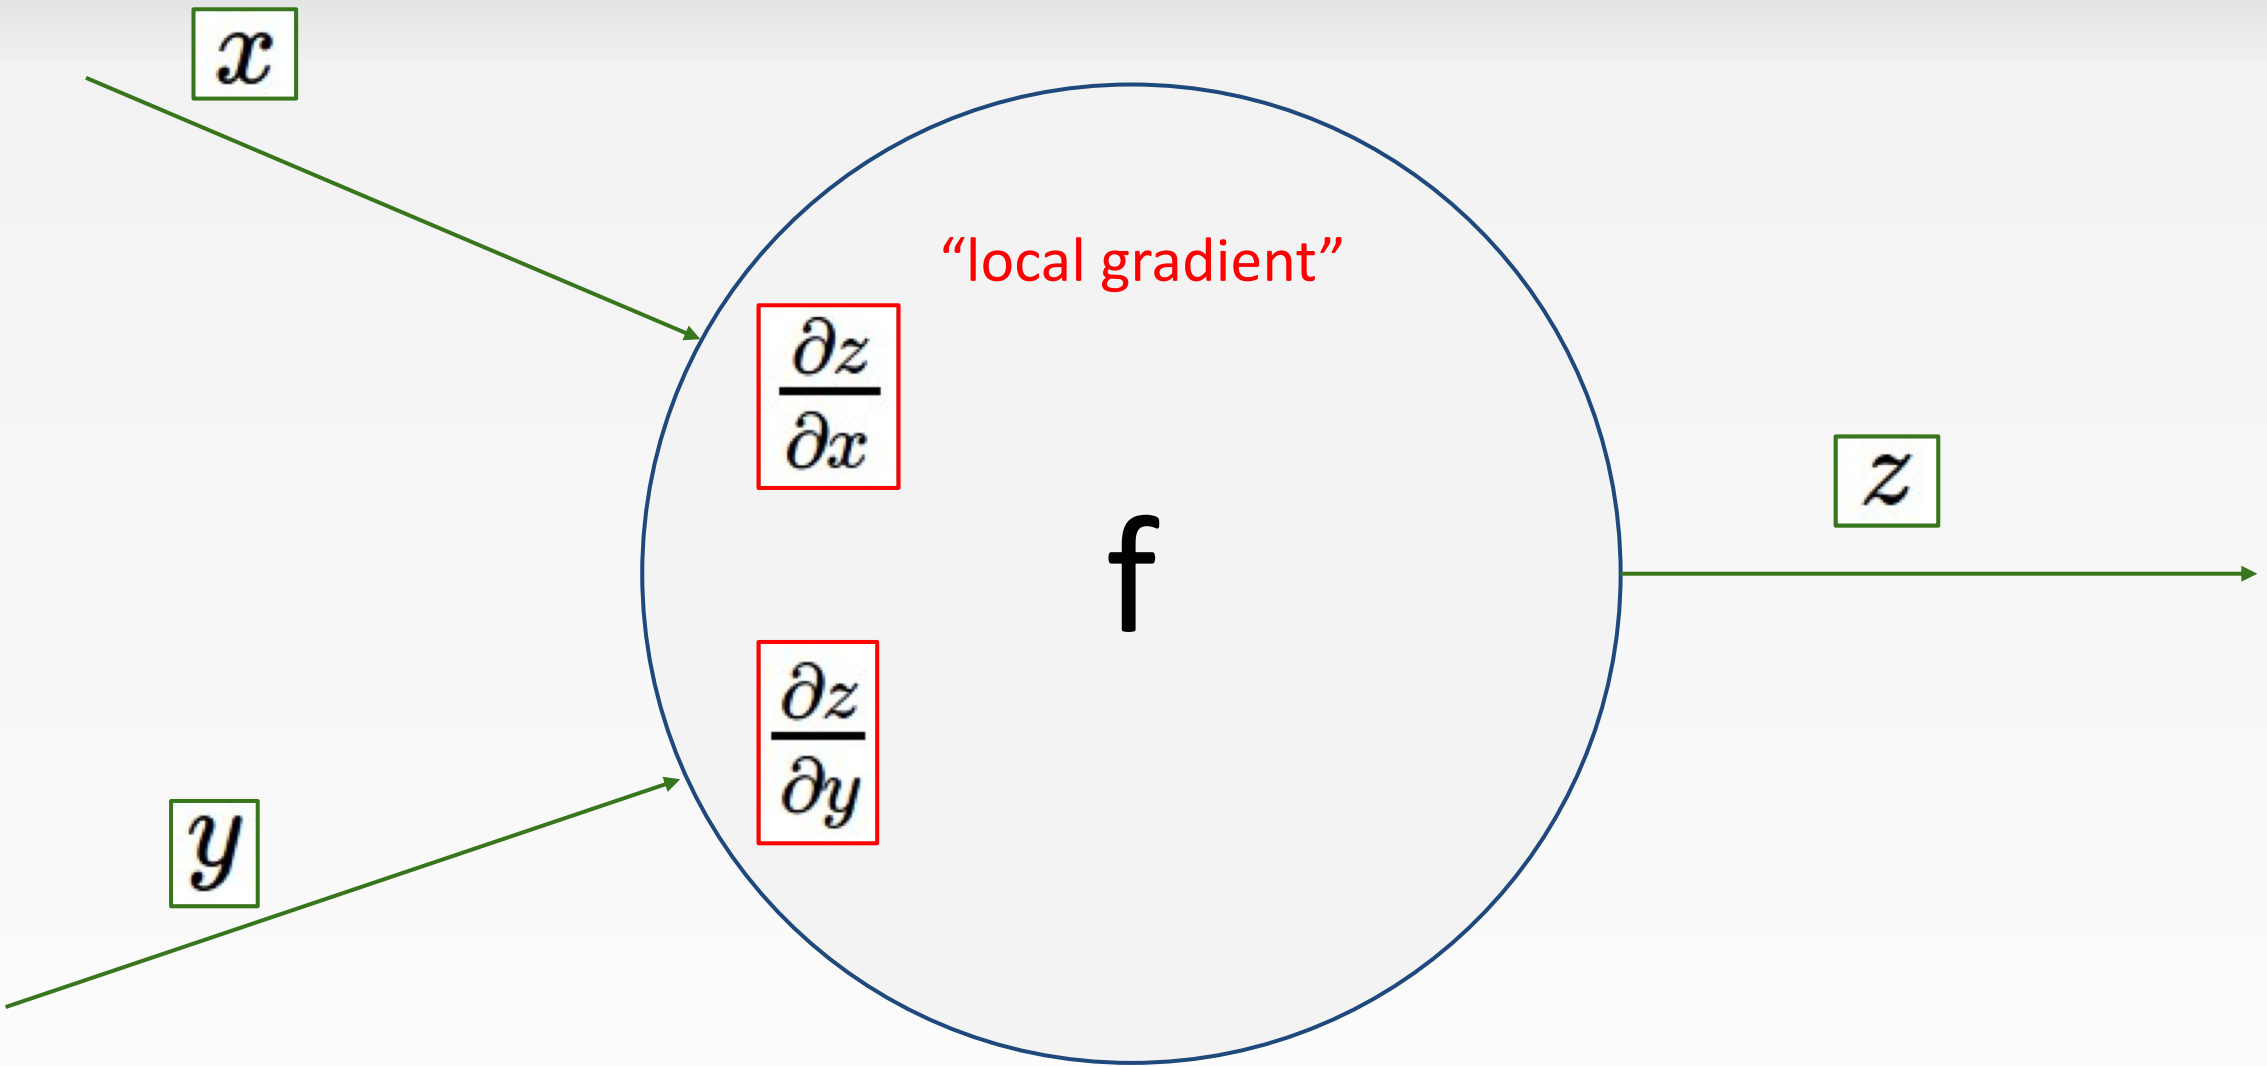 x
“local gradient”
∂z
∂x
z
f
∂z
∂y
y